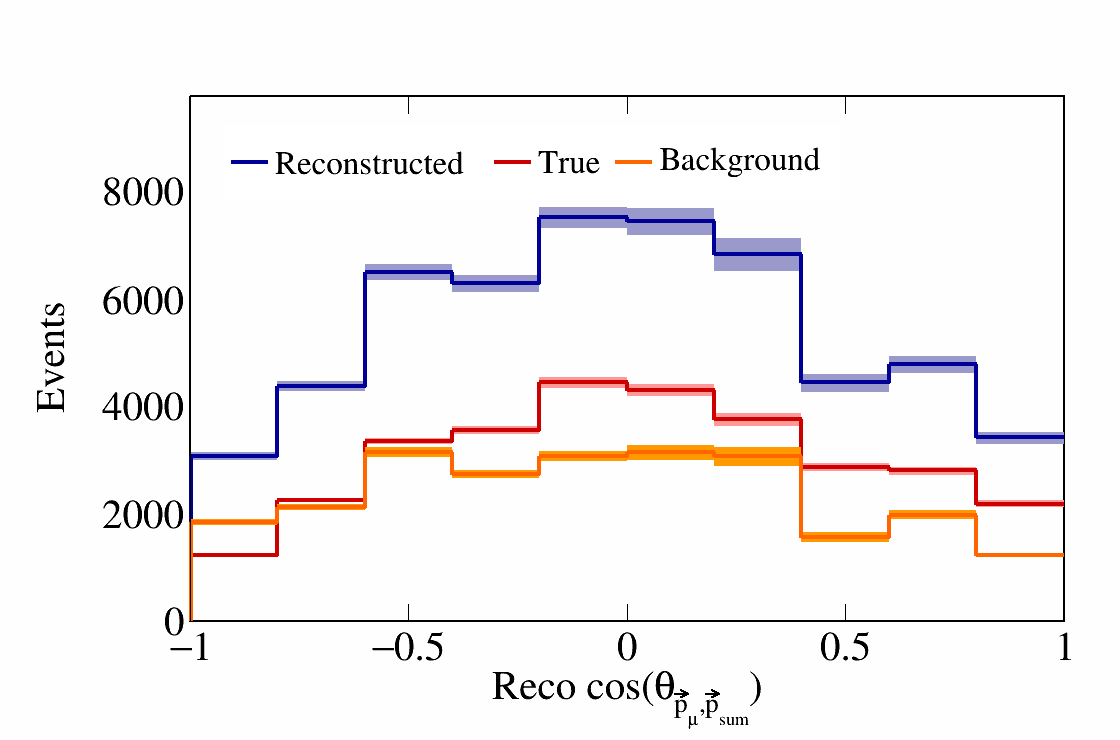 Reconstructed True Background
8000
6000
4000
2000
0
Events
−1 −0.5 0 0.5 1
Reco cos(θ p⃗μ,p⃗sum)